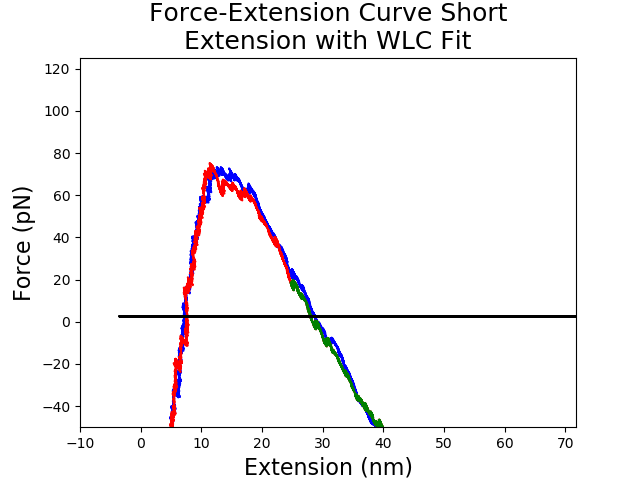 Force-Extension Curve Short
Extension with WLC Fit
Force (pN)
120
100
80
60
40
20
0
−20
−40
−10 0 10 20 30 40 50 60 70
Extension (nm)